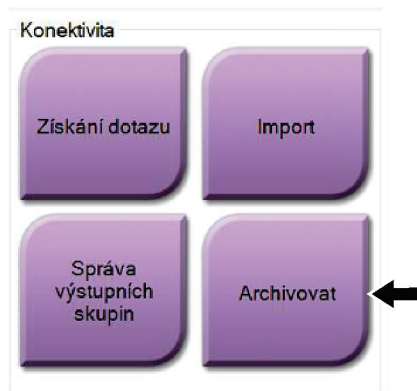 Konektivita
Získání dotazu
Import
Správa
výstupních
skupin
Archivovat